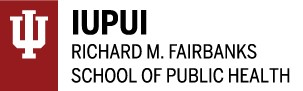 IUPUI
RICHARD M. FAIRBANKS
SCHOOL OF PUBLIC HEALTH